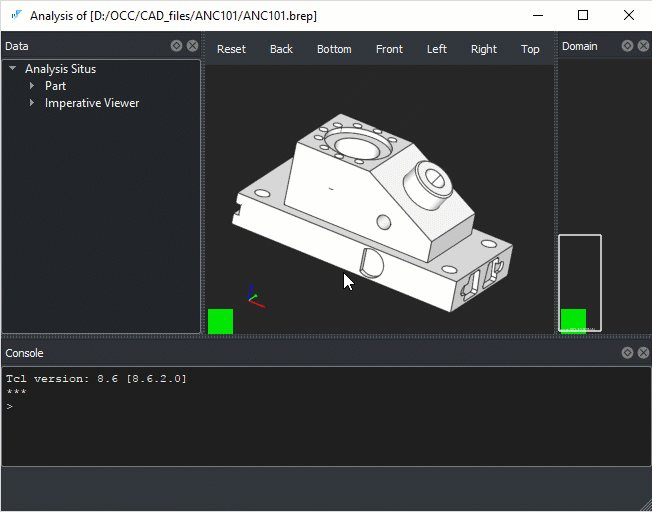 Analysis of [D:/OCC/CAD_files/ANC101/ANC101.brep]
Data
Reset Back Bottom Front Left Right Top
Domain
Analysis Situs
Part
Imperative Viewer
Console
Tcl version: 8.6 [8.6.2.0]
***
>